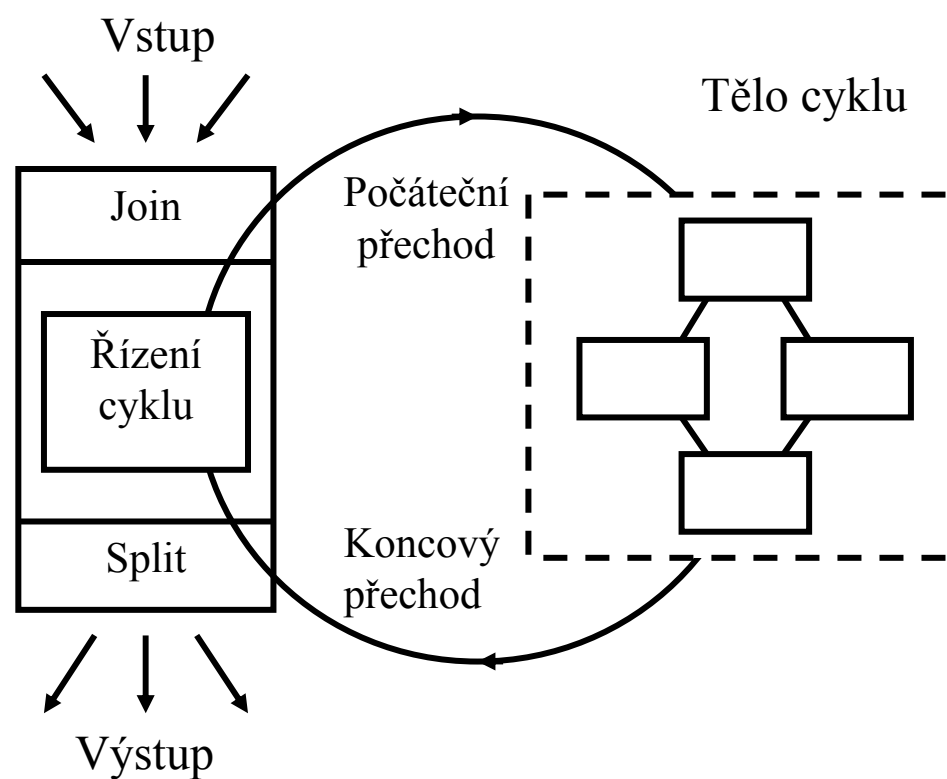 Vstup
Tělo cyklu
Join
Počáteční
přechod
Řízení
cyklu
Split
Koncový
přechod
Výstup